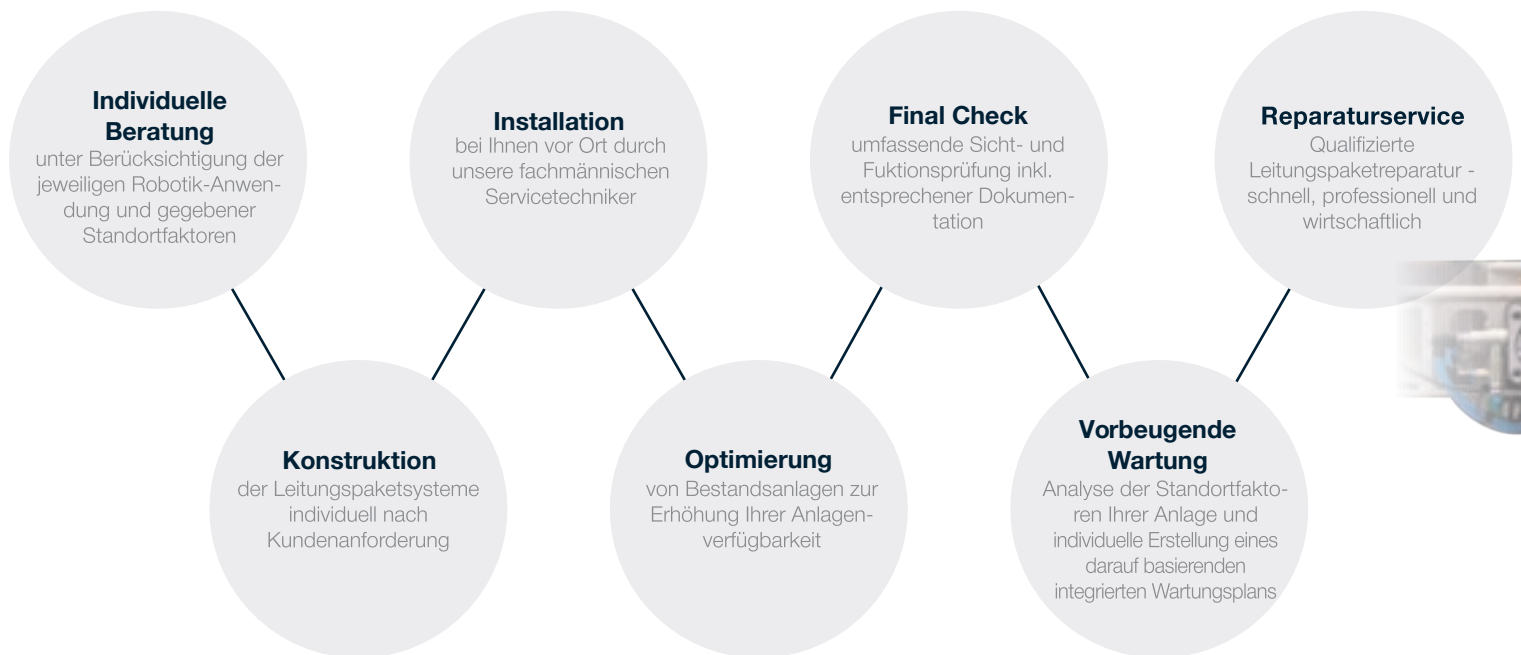 Individuelle
Beratung
unter Berücksichtigung der
jeweiligen Robotik-Anwen-
dung und gegebener
Standortfaktoren
Konstruktion
der Leitungspaketsysteme
individuell nach
Kundenanforderung
Installation
bei Ihnen vor Ort durch
unsere fachmännischen
Servicetechniker
Optimierung
von Bestandsanlagen zur
Erhöhung Ihrer Anlagen-
verfügbarkeit
Final Check
umfassende Sicht- und
Fuktionsprüfung inkl.
entsprechener Dokumen-
tation
Vorbeugende
Wartung
Analyse der Standortfakto-
ren Ihrer Anlage und
individuelle Erstellung eines
darauf basierenden
integrierten Wartungsplans
Reparaturservice
Qualifizierte
Leitungspaketreparatur -
schnell, professionell und
wirtschaftlich